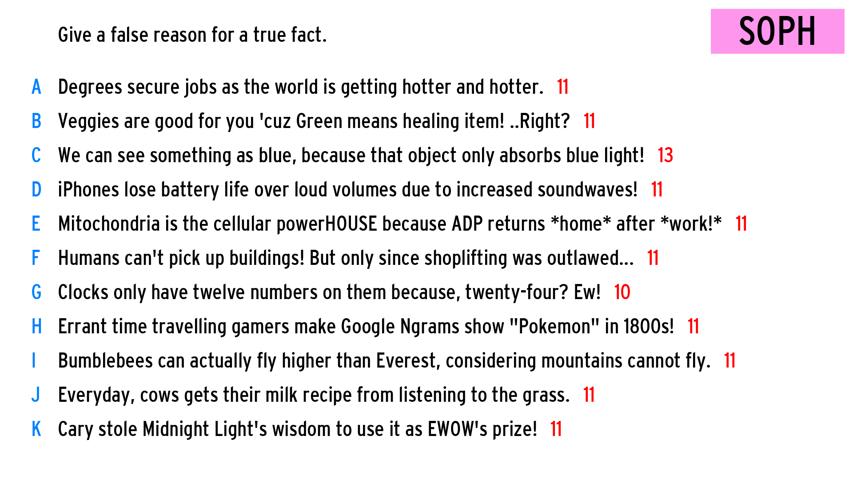 Give a false reason for a true fact.
SOPH
A Degrees secure jobs as the world is getting hotter and hotter. 11
B Veggies are good for you 'cuz Green means healing item! ..Right? 11
C We can see something as blue, because that object only absorbs blue light! 13
D iPhones lose battery life over loud volumes due to increased soundwaves! 11
E Mitochondria is the cellular powerHOUSE because ADP returns *home* after *work!* 11
F Humans can't pick up buildings! But only since shoplifting was outlawed... 11
G Clocks only have twelve numbers on them because, twenty-four? Ew! 10
H Errant time travelling gamers make Google Ngrams show "Pokemon" in 1800s! 11
I Bumblebees can actually fly higher than Everest, considering mountains cannot fly. 11
J Everyday, cows gets their milk recipe from listening to the grass. 11
K Cary stole Midnight Light's wisdom to use it as EWOW's prize! 11